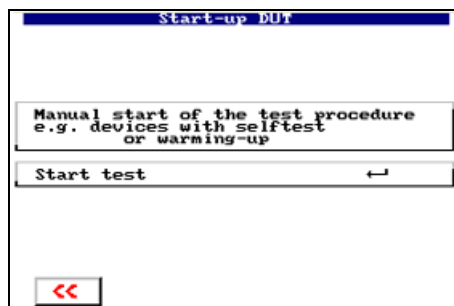 Start-up DUT
Manual start of the test procedure
e.g. devices with selftest
or warming-up
Start test ↵
<<